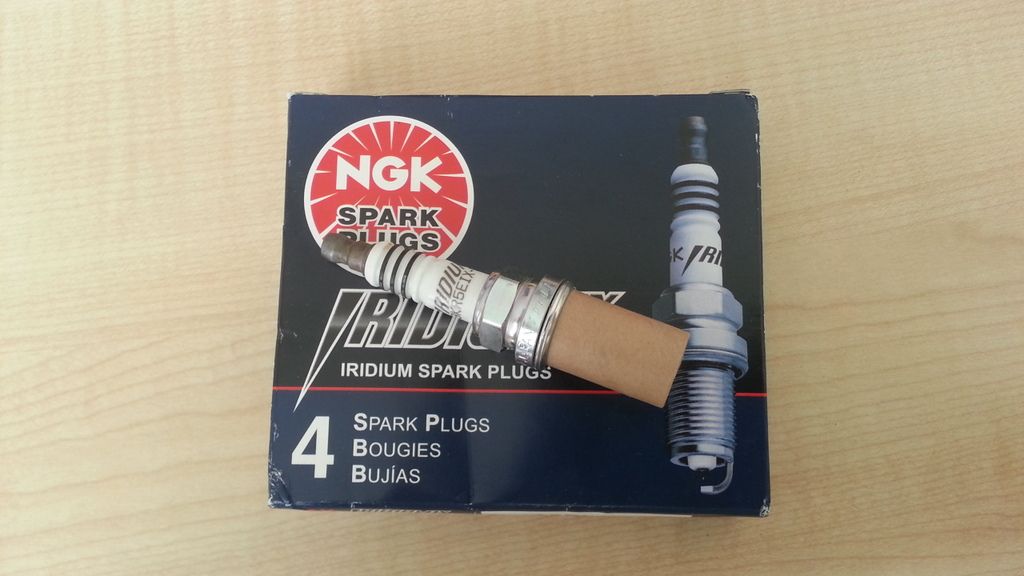 NGK
SPARK
PLUGS
IRIDIUM SPARK PLUGS
4 SPARK PLUGS
BOUGIES
BUJÍAS